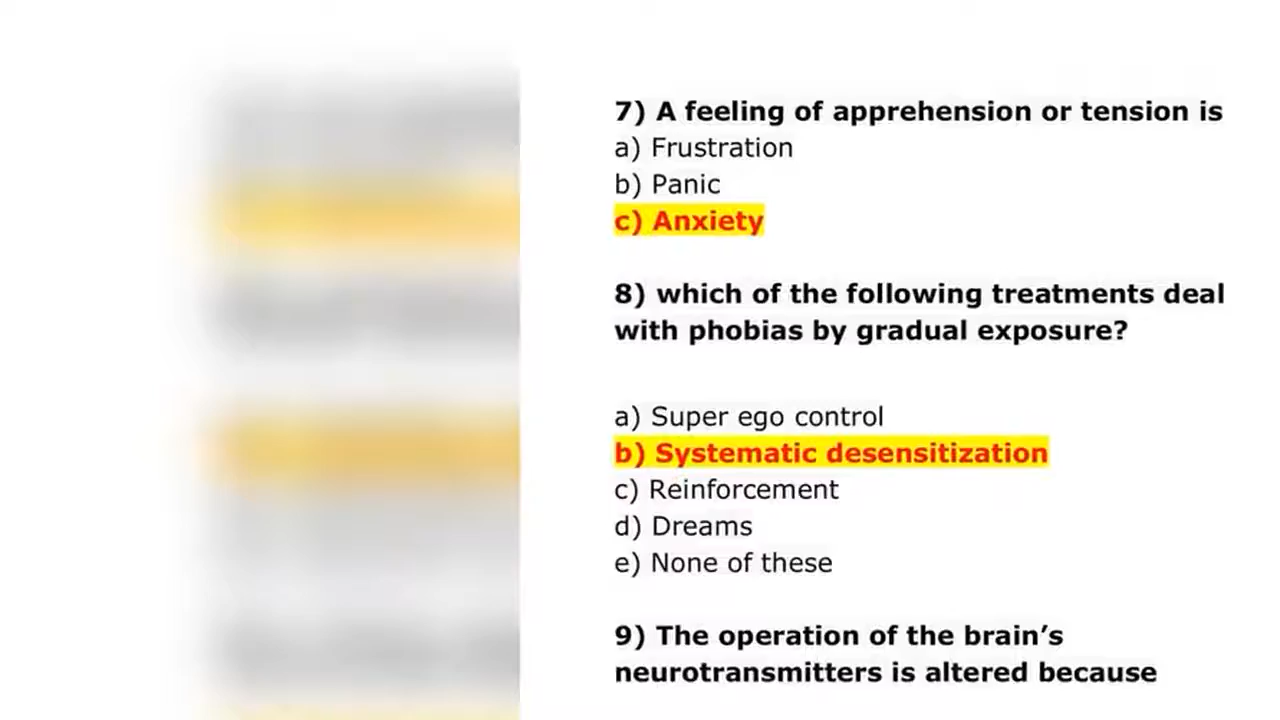 7) A feeling of apprehension or tension is
a) Frustration
b) Panic
c) Anxiety
8) which of the following treatments deal
with phobias by gradual exposure?
a) Super ego control
b) Systematic desensitization
c) Reinforcement
d) Dreams
e) None of these
9) The operation of the brain’s
neurotransmitters is altered because